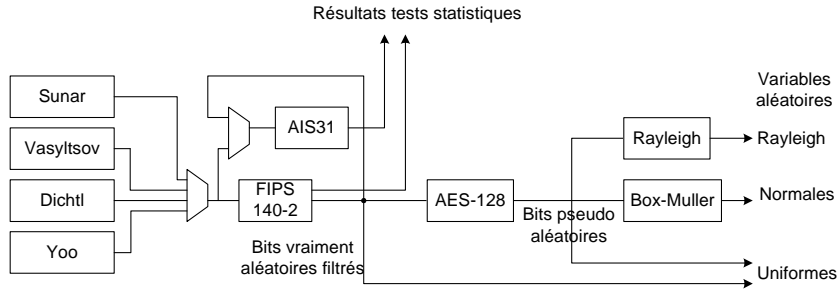 Résultats tests statistiques
Sunar
Vasyltsov
Dichtl
Yoo
AIS31
FIPS
140-2
Bits vraiment
aléatoires filtrés
AES-128
Bits pseudo
aléatoires
Variables
aléatoires
Rayleigh
Rayleigh
Box-Muller
Normales
Uniformes